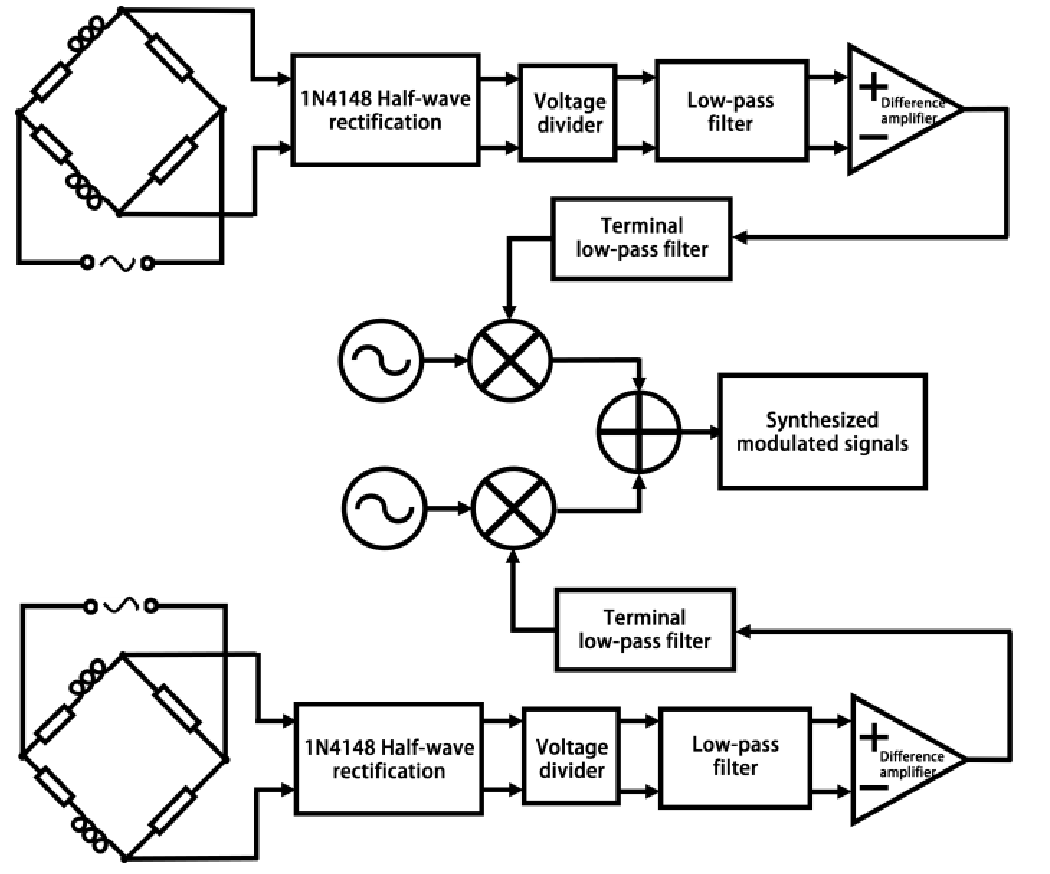 1N4148 Half-wave
rectification
Voltage
divider
Low-pass
filter
+
Difference
amplifier
−
Terminal
low-pass filter
Synthesized
modulated signals
Terminal
low-pass filter
1N4148 Half-wave
rectification
Voltage
divider
Low-pass
filter
+
Difference
amplifier
−